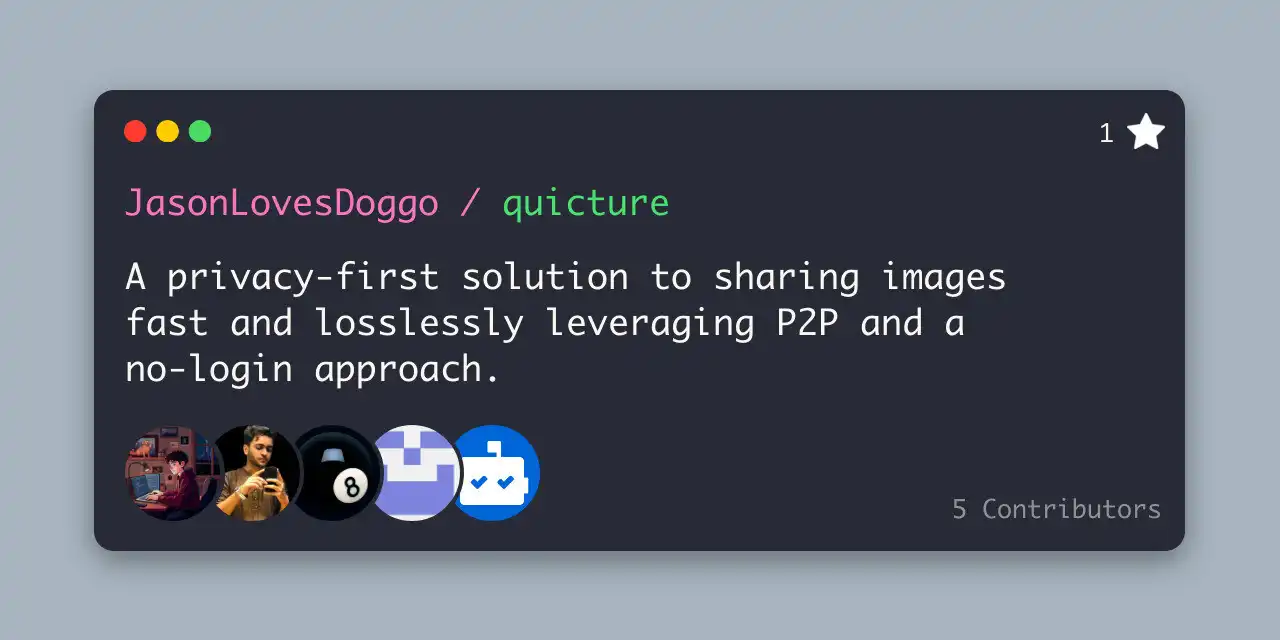 1
JasonLovesDoggo / quicture
A privacy-first solution to sharing images
fast and losslessly leveraging P2P and a
no-login approach.
8
5 Contributors